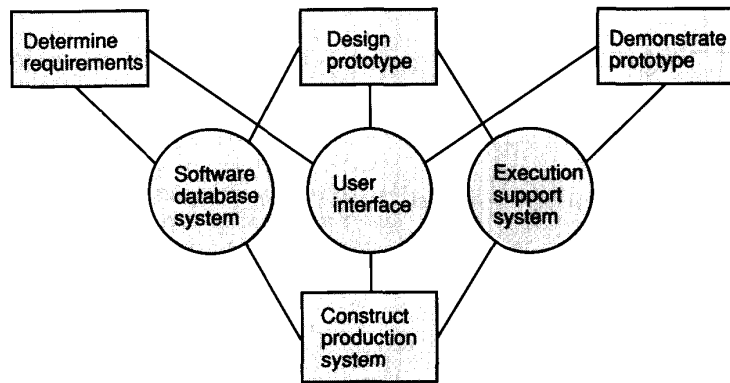 Determine
requirements
Design
prototype
Demonstrate
prototype
Software
database
system
User
interface
Execution
support
system
Construct
production
system